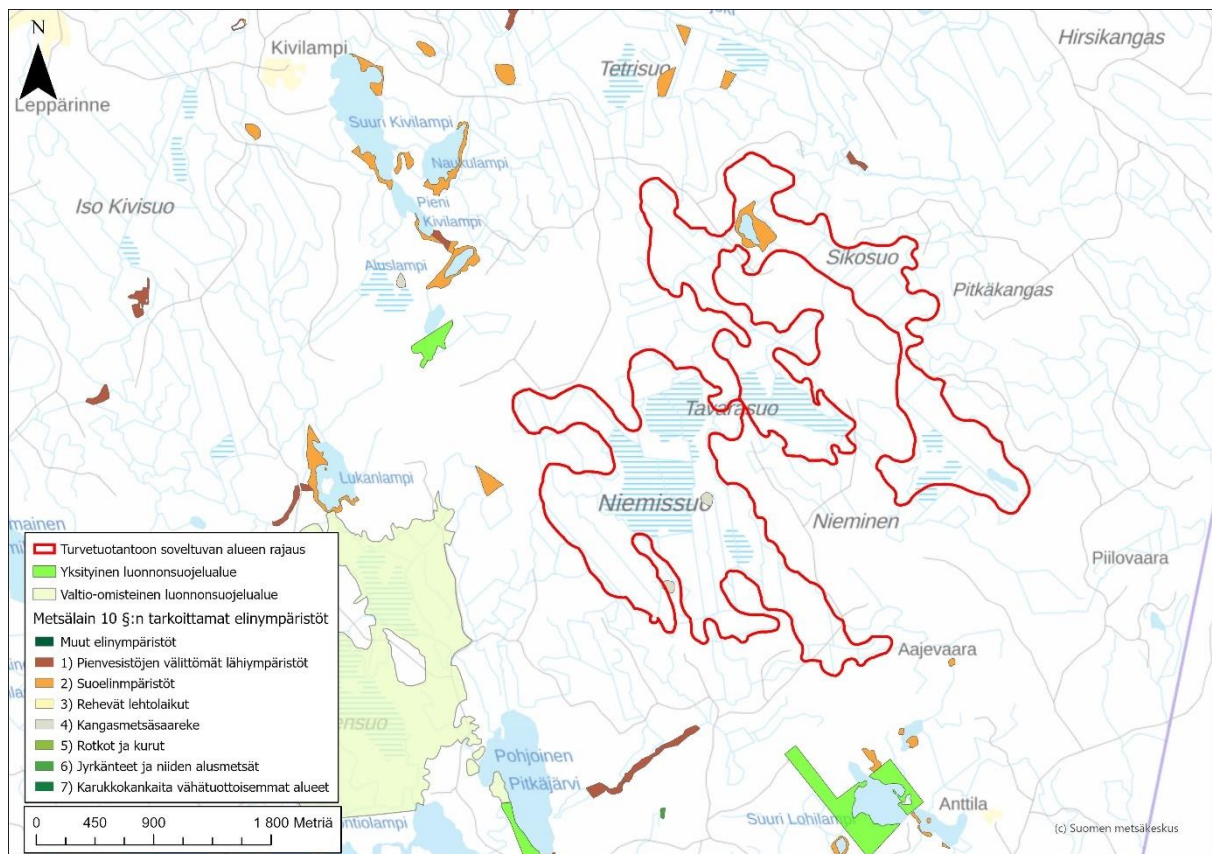 joki
N
Kivilampi
Hirsikangas
Tetrisuo
Leppärinne
Suuri Kivilampi
Naukulampi
Pieni
Kivilampi
Iso Kivisuo
Aluslampi
Sikosuo
Pitkäkangas
Tavarasuo
Lukanlampi
Niemissuo
Nieminen
Piilovaara
Aajevaara
Turvetuotantoon soveltuvan alueen rajaus
Yksityinen luonnonsuojelualue
Valtio-omisteinen luonnonsuojelualue
Metsälain 10 §:n tarkoittamat elinympäristöt
Muut elinympäristöt
1) Pienvesistöjen välittömät lähiympäristöt
2) Suoelinmpäristöt
3) Rehevät lehtolaikut
4) Kangasmetsäsaareke
5) Rotkot ja kurut
6) Jyrkänteet ja niiden alusmetsät
7) Karukkokankaita vähätuottoisemmat alueet
0 450 900 1 800 Metriä
Pohjoinen
Pitkäjärvi
Suuri Lohilampi
Anttila
(c) Suomen metsäkeskus